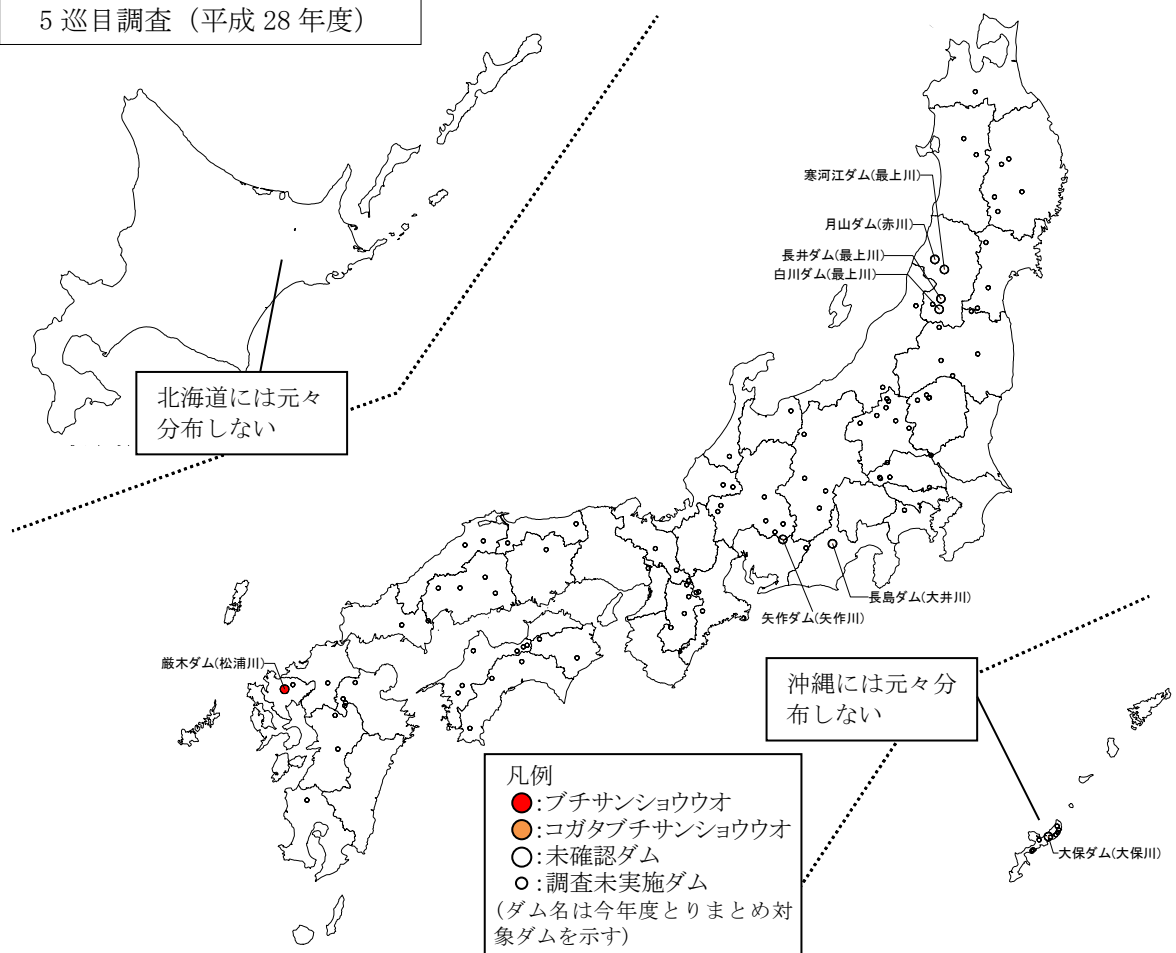 5 巡目調査（平成 28 年度）
寒河江ダム(最上川)
月山ダム(赤川)
長井ダム(最上川)
白川ダム(最上川)
北海道には元々
分布しない
長島ダム(大井川)
矢作ダム(矢作川)
厳木ダム(松浦川)
沖縄には元々分
布しない
大保ダム(大保川)
凡例
:ブチサンショウウオ
:コガタブチサンショウウオ
:未確認ダム
:調査未実施ダム
(ダム名は今年度とりまとめ対
象ダムを示す)